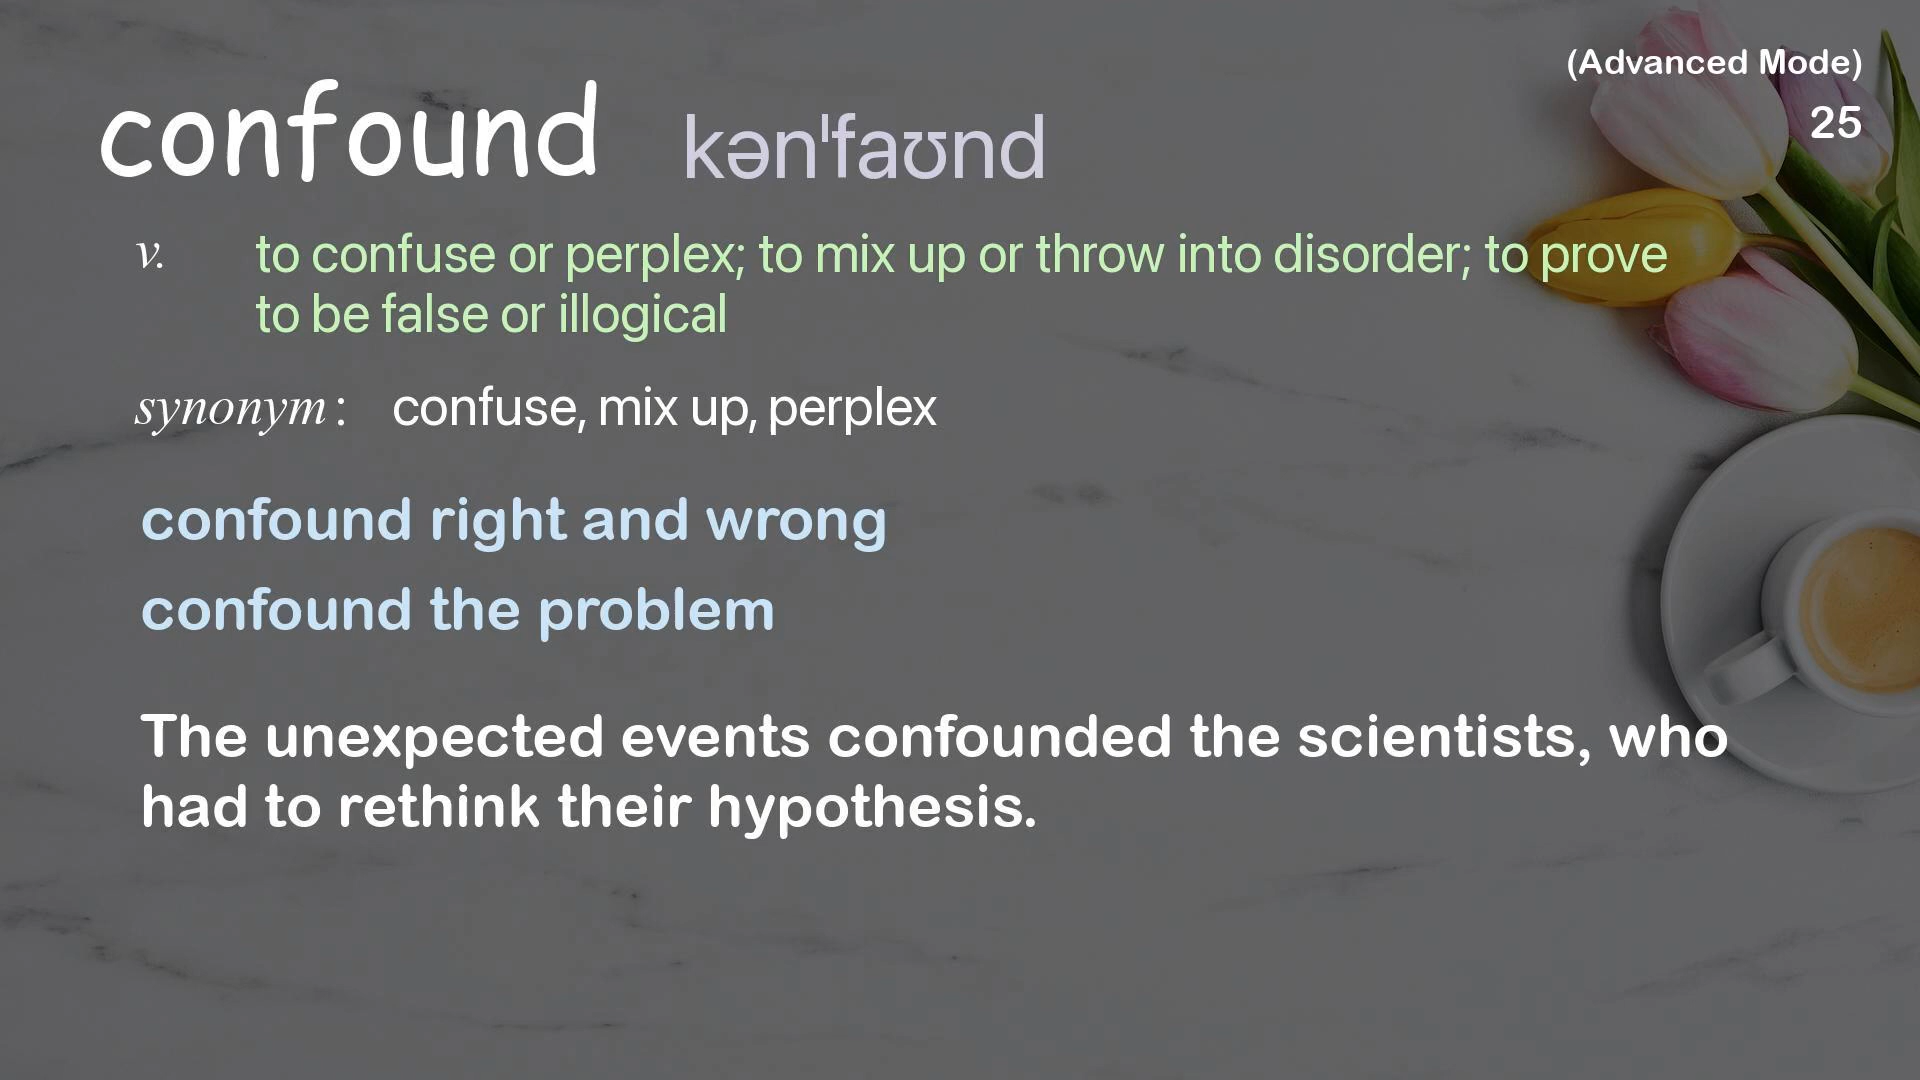 (Advanced Mode)
25
confound kənˈfaʊnd
v. to confuse or perplex; to mix up or throw into disorder; to prove
to be false or illogical
synonym : confuse, mix up, perplex
confound right and wrong
confound the problem
The unexpected events confounded the scientists, who
had to rethink their hypothesis.